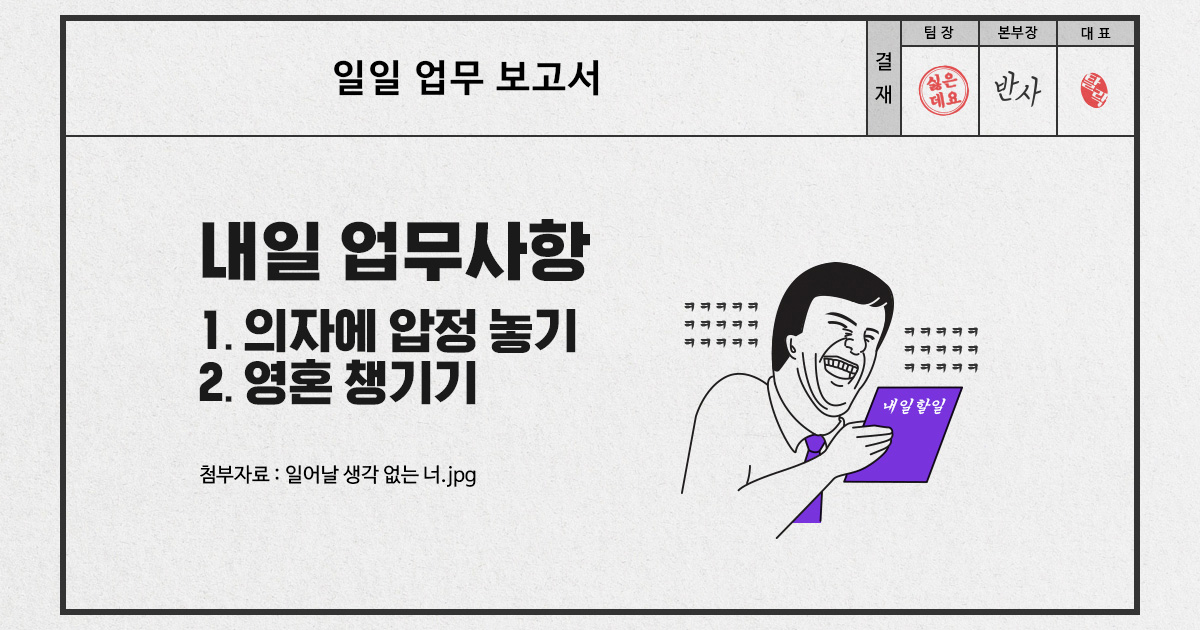 일일 업무 보고서
결재
팀 장
본부장
대 표
싫은
데요
반사
내일 업무사항
1. 의자에 압정 놓기
2. 영혼 챙기기
첨부자료 : 일어날 생각 없는 너.jpg
ㅋㅋㅋㅋㅋ
ㅋㅋㅋㅋㅋ
ㅋㅋㅋㅋㅋ
ㅋㅋㅋㅋㅋ
ㅋㅋㅋㅋㅋ
ㅋㅋㅋㅋㅋ
내일할일